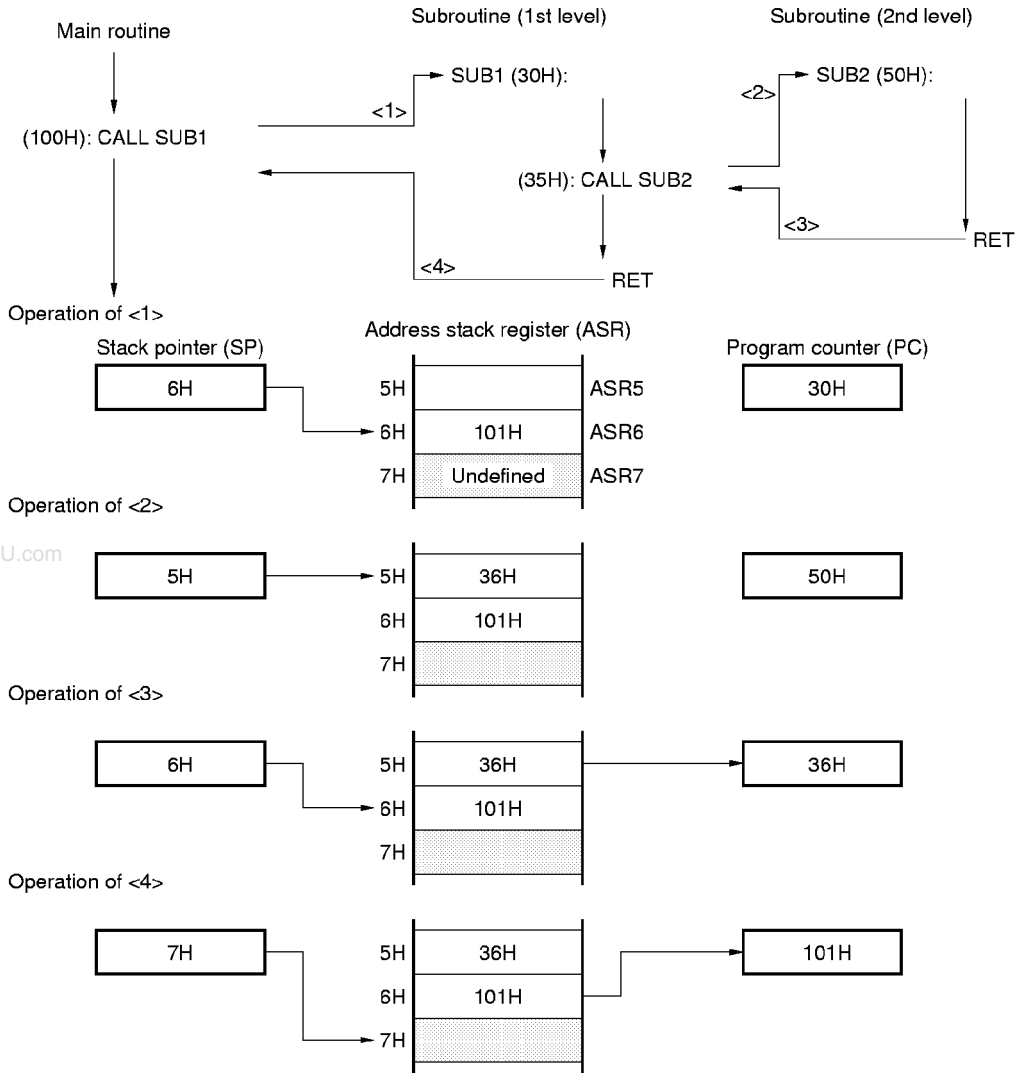 Main routine
Subroutine (1st level)
Subroutine (2nd level)
SUB1 (30H):
SUB2 (50H):
<1>
<2>
(100H): CALL SUB1
(35H): CALL SUB2
<3>
RET
<4>
RET
Operation of <1>
Stack pointer (SP)
Address stack register (ASR)
Program counter (PC)
6H
5H
ASR5
30H
6H
101H
ASR6
7H
Undefined
ASR7
Operation of <2>
U.com
5H
5H
36H
50H
6H
101H
7H
Operation of <3>
6H
5H
36H
36H
6H
101H
7H
Operation of <4>
7H
5H
36H
101H
6H
101H
7H